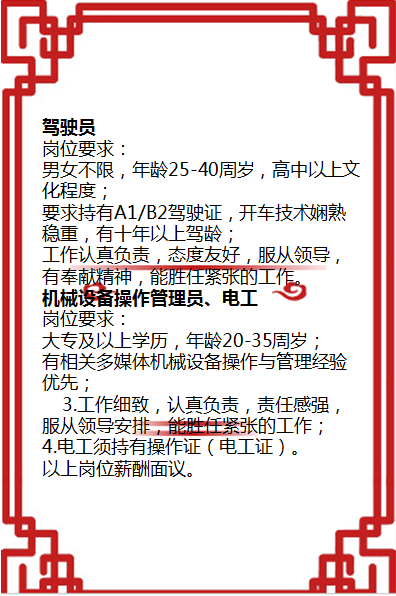 驾驶员
岗位要求：
男女不限，年龄25-40周岁，高中以上文
化程度；
要求持有A1/B2驾驶证，开车技术娴熟
稳重，有十年以上驾龄；
工作认真负责，态度友好，服从领导，
有奉献精神，能胜任紧张的工作。
机械设备操作管理员、电工
岗位要求：
大专及以上学历，年龄20-35周岁；
有相关多媒体机械设备操作与管理经验
优先；
3.工作细致，认真负责，责任感强，
服从领导安排，能胜任紧张的工作；
4.电工须持有操作证（电工证）。
以上岗位薪酬面议。